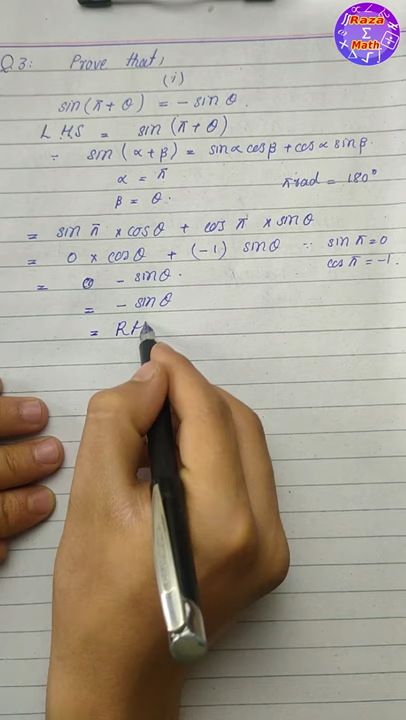 Raza
Math
Q3: Prove that,
(i)
sin(π+θ) = - sin θ.
LHS = sin(π+θ)
∵ sin(α+β) = sinα cosβ + cosα sinβ
α = π
β = θ.
π rad = 180°
= sin π × cosθ + cos π × sinθ
= 0 × cosθ + (-1) sinθ ∵ sin π = 0
cos π = -1.
= 0 - sinθ.
= - sinθ
= RH